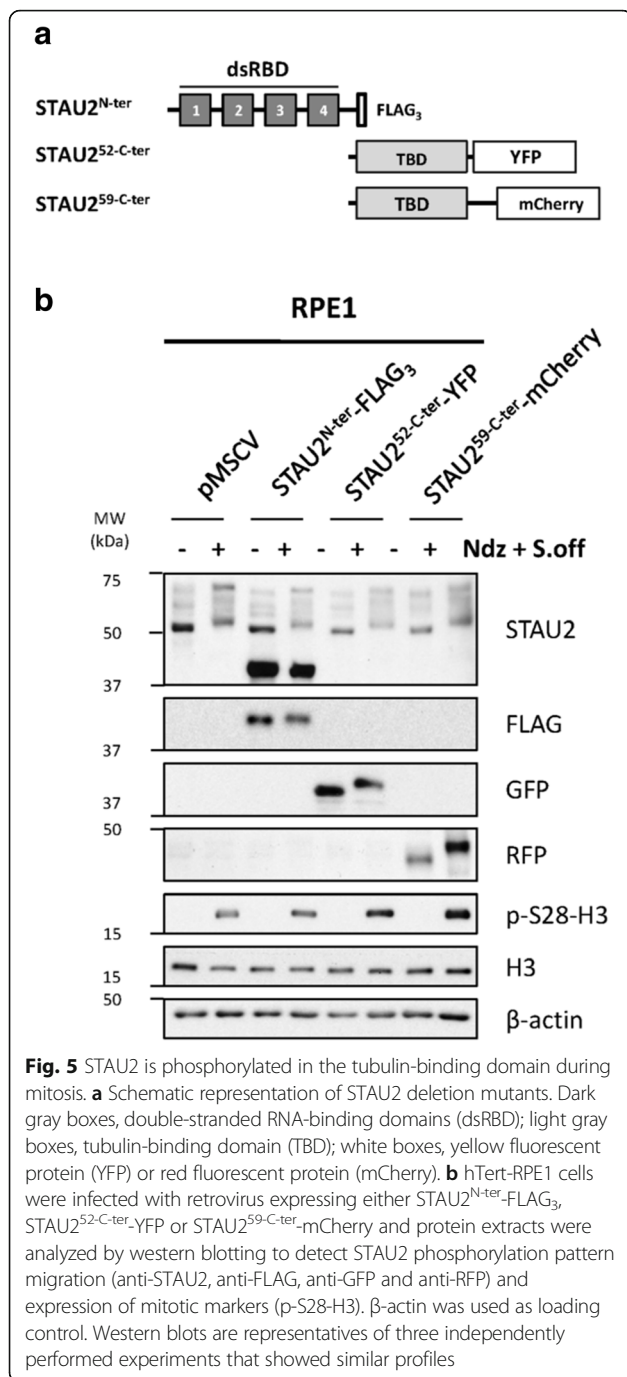 a
dsRBD
STAU2N-ter 1 2 3 4 FLAG3
STAU252-C-ter TBD YFP
STAU259-C-ter TBD mCherry
b
RPE1
pMSCV
STAU2N-ter-FLAG3
STAU252-C-ter-YFP
STAU259-C-ter-mCherry
MW
(kDa)
- + - + - + - + Ndz + S.off
75
50
37
STAU2
37
FLAG
37
GFP
50
RFP
15
p-S28-H3
15
H3
50
β-actin
Fig. 5 STAU2 is phosphorylated in the tubulin-binding domain during
mitosis. a Schematic representation of STAU2 deletion mutants. Dark
gray boxes, double-stranded RNA-binding domains (dsRBD); light gray
boxes, tubulin-binding domain (TBD); white boxes, yellow fluorescent
protein (YFP) or red fluorescent protein (mCherry). b hTert-RPE1 cells
were infected with retrovirus expressing either STAU2N-ter-FLAG3,
STAU252-C-ter-YFP or STAU259-C-ter-mCherry and protein extracts were
analyzed by western blotting to detect STAU2 phosphorylation pattern
migration (anti-STAU2, anti-FLAG, anti-GFP and anti-RFP) and
expression of mitotic markers (p-S28-H3). β-actin was used as loading
control. Western blots are representatives of three independently
performed experiments that showed similar profiles